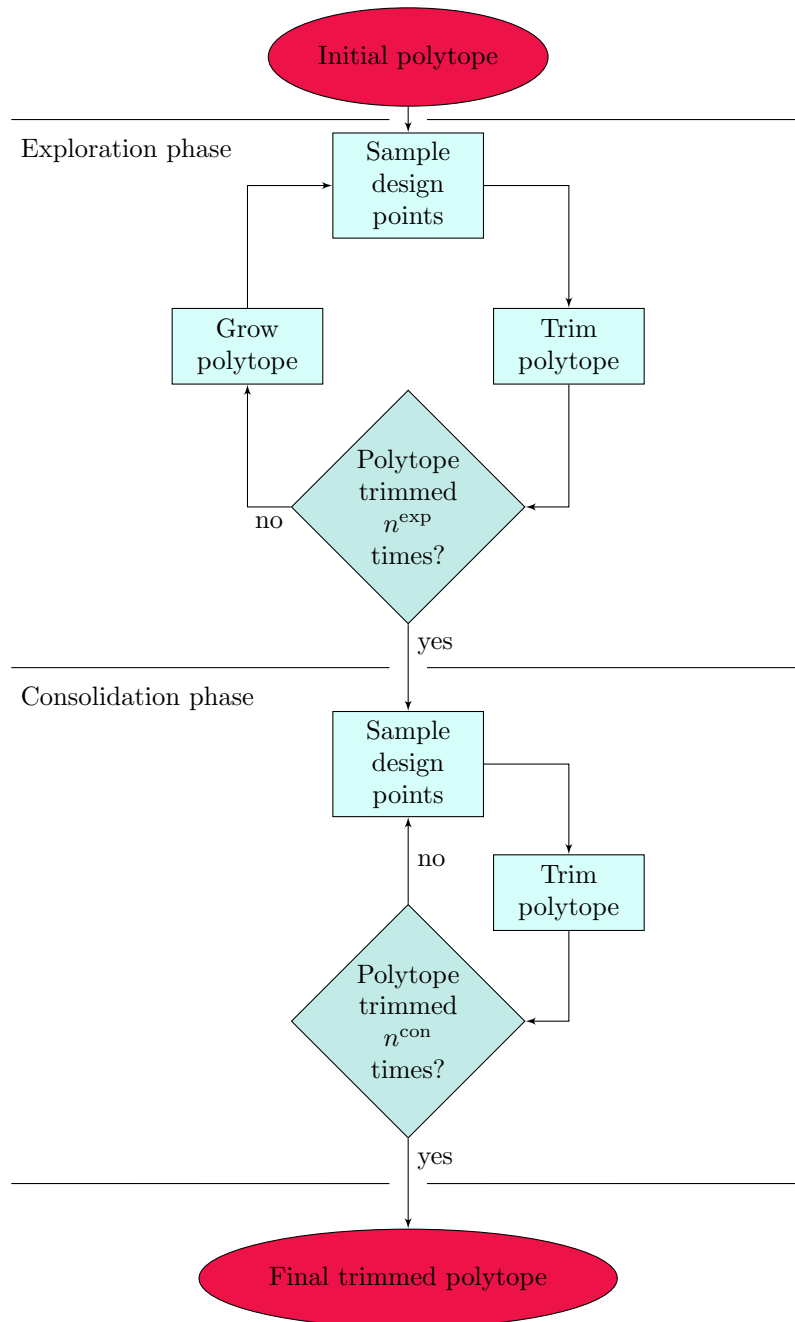 Initial polytope
Exploration phase
Sample
design
points
Grow
polytope
Trim
polytope
Polytope
trimmed
n^exp
times?
no
yes
Consolidation phase
Sample
design
points
no
Trim
polytope
Polytope
trimmed
n^con
times?
yes
Final trimmed polytope